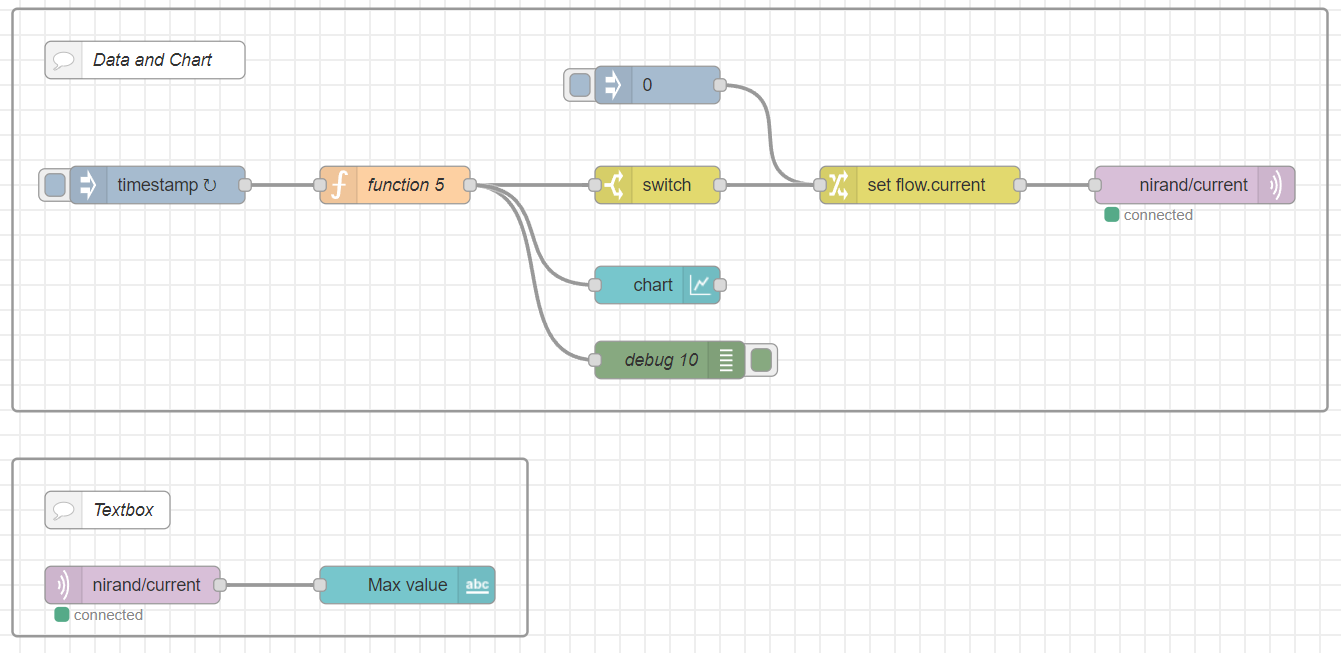 Data and Chart
0
timestamp ↻
function 5
switch
set flow.current
nirand/current
connected
chart
debug 10
Textbox
nirand/current
Max value
abc
connected